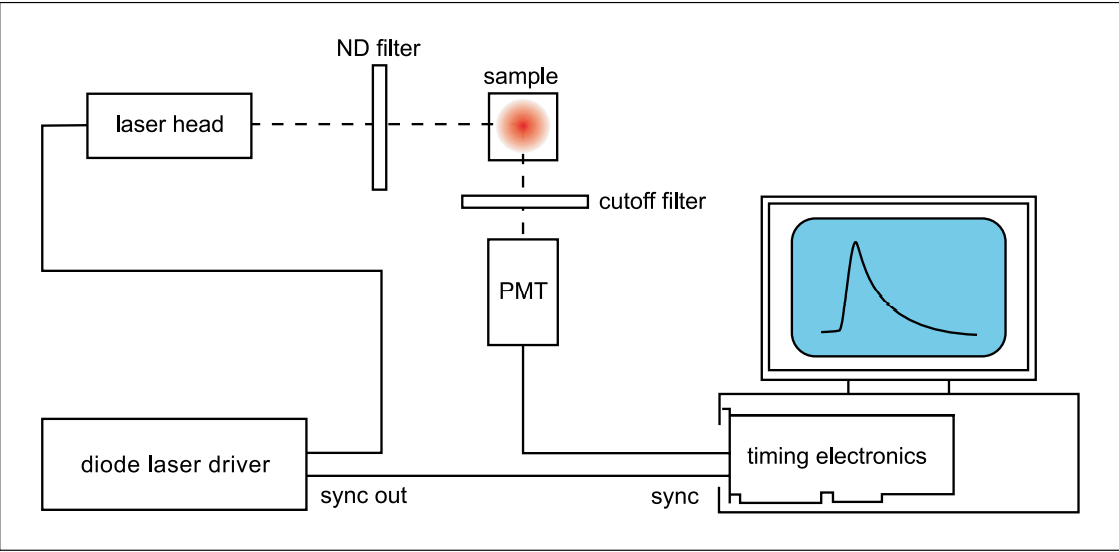 ND filter
sample
laser head
cutoff filter
PMT
diode laser driver
timing electronics
sync out
sync